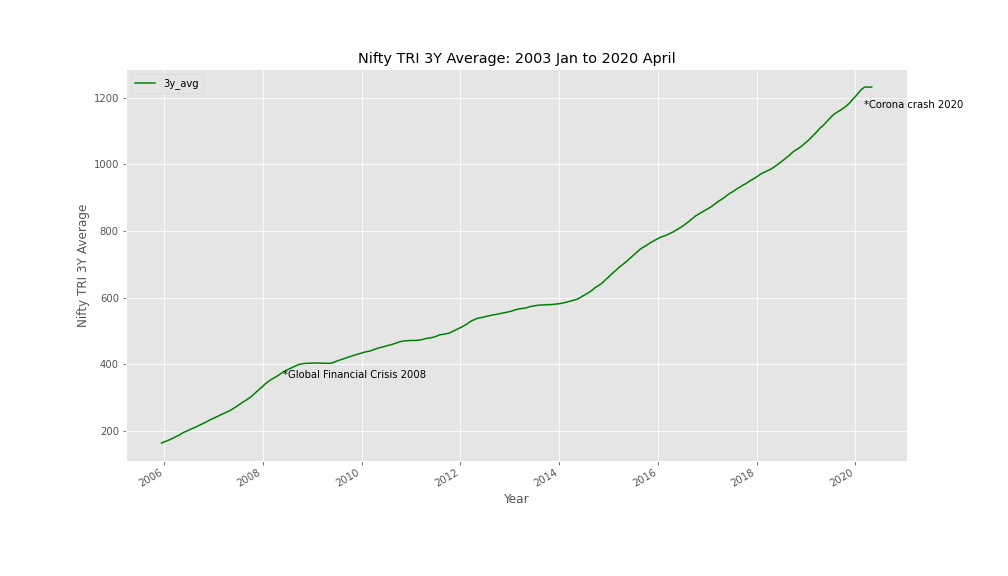 Nifty TRI 3Y Average: 2003 Jan to 2020 April
3y_avg
1200
*Corona crash 2020
1000
800
Nifty TRI 3Y Average
600
400
*Global Financial Crisis 2008
200
2006
2008
2010
2012
2014
2016
2018
2020
Year